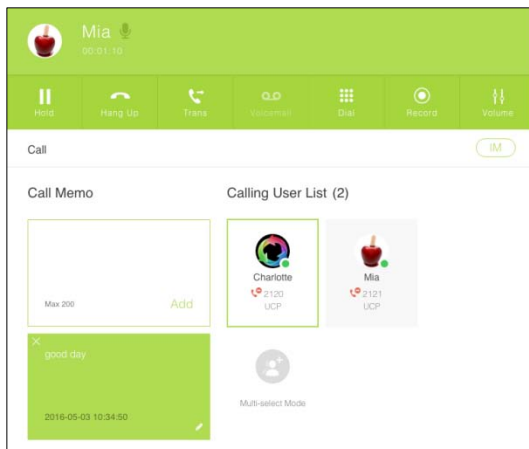 Mia
00:01:10
Hold
Hang Up
Trans
Voicemail
Dial
Record
Volume
Call
IM
Call Memo
Calling User List (2)
Max 200
Add
Charlotte
2120
UCP
Mia
2121
UCP
good day
2016-05-03 10:34:50
Multi-select Mode